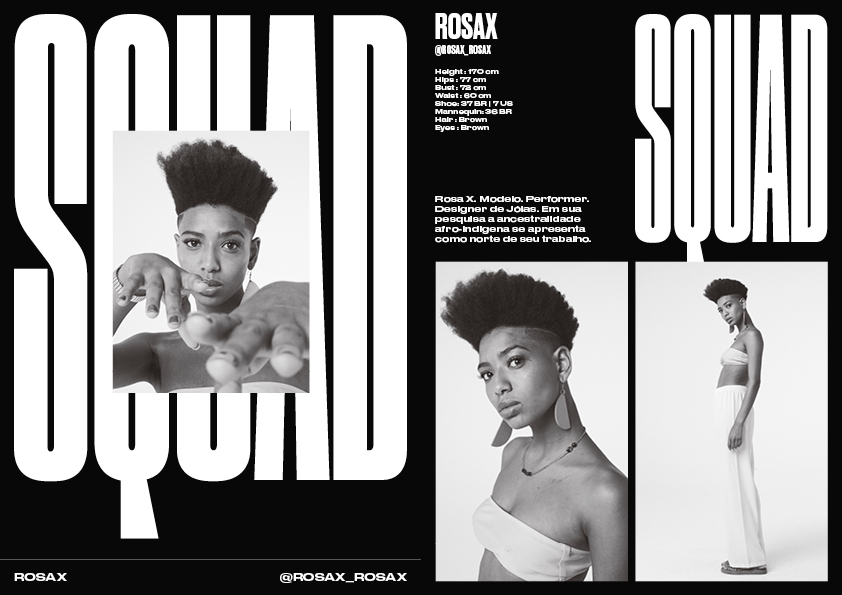 SQUAD
ROSAX
@ROSAX_ROSAX
ROSAX
@ROSAX_ROSAX
Height: 170 cm
Hips: 77 cm
Bust: 72 cm
Waist: 60 cm
Shoe: 37 BR | 7 US
Mannequin: 36 BR
Hair: Brown
Eyes: Brown
Rosa X. Modelo. Performer.
Designer de Jóias. Em sua
pesquisa a ancestralidade
afro-indígena se apresenta
como norte de seu trabalho.
SQUAD